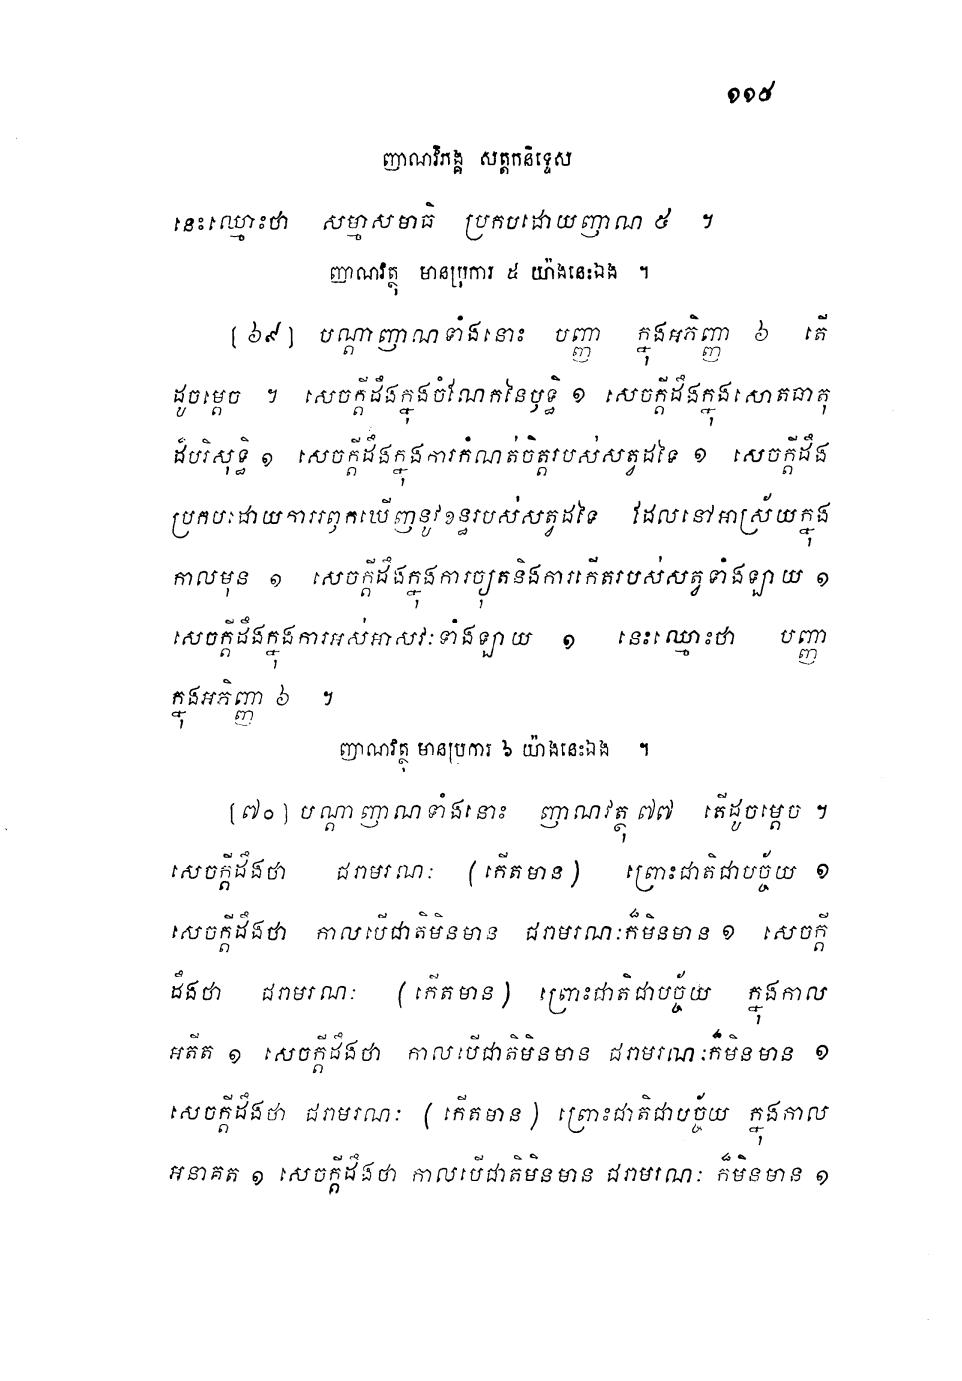 ១១៥
ញាណវិភង្គ សត្តកនិទ្ទេស
នេះឈ្មោះថា សម្មាសមាធិ ប្រកបដោយញាណ ៥ ។
ញាណវត្ថុ មានប្រការ ៥ យ៉ាងនេះឯង ។
(៦៩) បណ្តាញាណទាំងនោះ បញ្ញា ក្នុងអភិញ្ញា ៦ តើ
ដូចម្តេច ។ សេចក្តីដឹងក្នុងចំណែកនៃឫទ្ធិ ១ សេចក្តីដឹងក្នុងសោតធាតុ
ដ៏បរិសុទ្ធិ ១ សេចក្តីដឹងក្នុងការកំណត់ចិត្តរបស់សត្វដទៃ ១ សេចក្តីដឹង
ប្រកបដោយការរឭកឃើញនូវខន្ធរបស់សត្វដទៃ ដែលនៅអាស្រ័យក្នុង
កាលមុន ១ សេចក្តីដឹងក្នុងការច្យុតនិងការកើតរបស់សត្វទាំងឡាយ ១
សេចក្តីដឹងក្នុងការអស់អាសវៈទាំងឡាយ ១ នេះឈ្មោះថា បញ្ញា
ក្នុងអភិញ្ញា ៦ ។
ញាណវត្ថុ មានប្រការ ៦ យ៉ាងនេះឯង ។
(៧០) បណ្តាញាណទាំងនោះ ញាណវត្ថុ ៧៧ តើដូចម្តេច ។
សេចក្តីដឹងថា ជរាមរណៈ (កើតមាន) ព្រោះជាតិជាបច្ច័យ ១
សេចក្តីដឹងថា កាលបើជាតិមិនមាន ជរាមរណៈក៏មិនមាន ១ សេចក្តី
ដឹងថា ជរាមរណៈ (កើតមាន) ព្រោះជាតិជាបច្ច័យ ក្នុងកាល
អតីត ១ សេចក្តីដឹងថា កាលបើជាតិមិនមាន ជរាមរណៈក៏មិនមាន ១
សេចក្តីដឹងថា ជរាមរណៈ (កើតមាន) ព្រោះជាតិជាបច្ច័យ ក្នុងកាល
អនាគត ១ សេចក្តីដឹងថា កាលបើជាតិមិនមាន ជរាមរណៈ ក៏មិនមាន ១